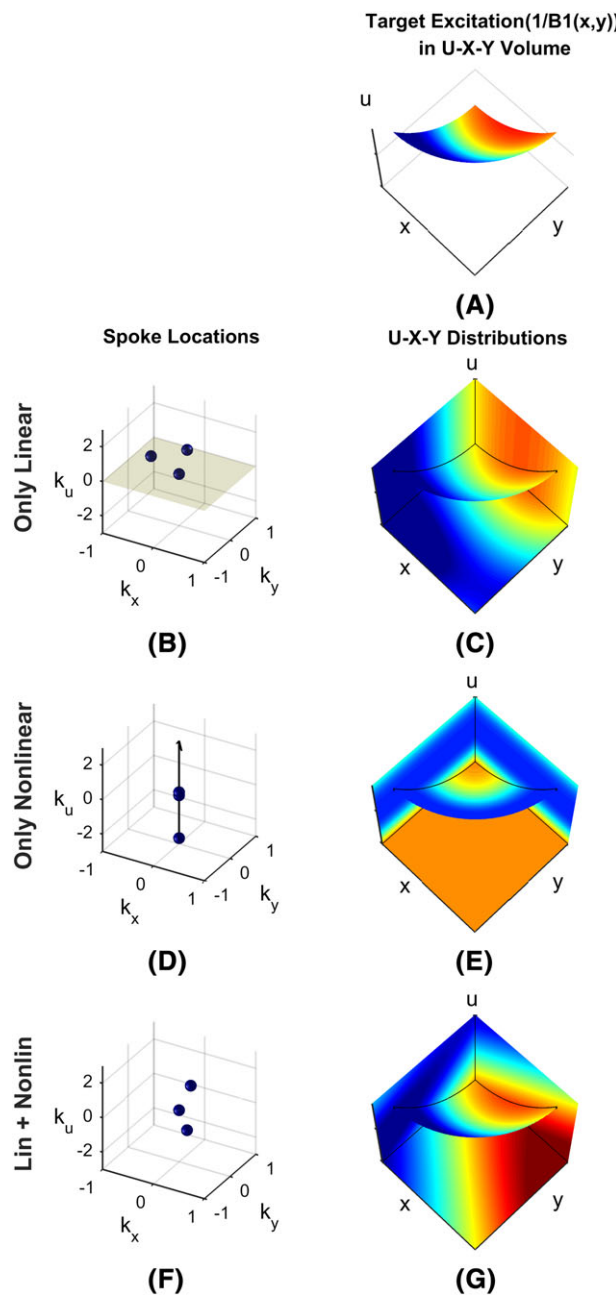 Target Excitation(1/B1(x,y))
in U-X-Y Volume
u
x
y
(A)
Spoke Locations
U-X-Y Distributions
Only Linear
2
0
-2
k_u
-1
0
1
k_x
-1
0
1
k_y
(B)
u
x
y
(C)
Only Nonlinear
2
0
-2
k_u
-1
0
1
k_x
-1
0
1
k_y
(D)
u
x
y
(E)
Lin + Nonlin
2
0
-2
k_u
-1
0
1
k_x
-1
0
1
k_y
(F)
u
x
y
(G)